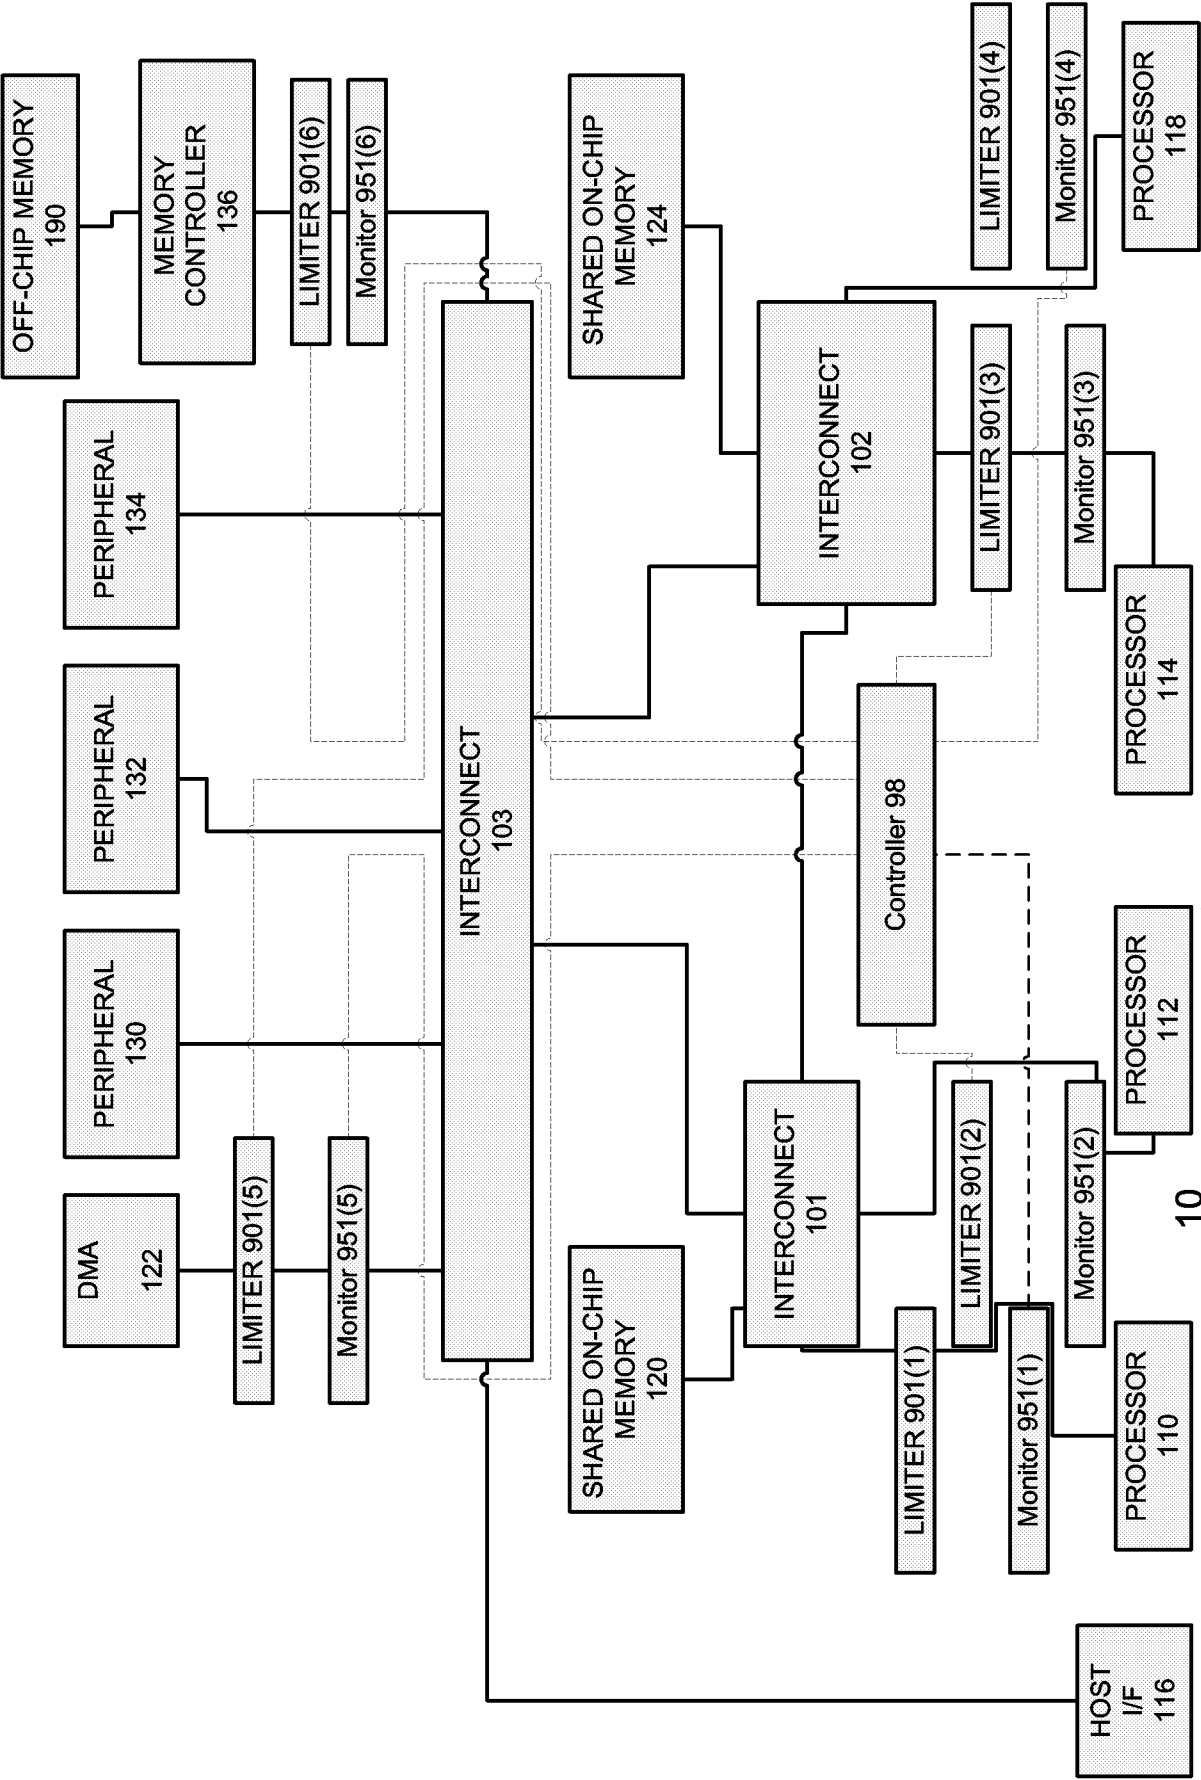 OFF-CHIP MEMORY
190
DMA
122
PERIPHERAL
130
PERIPHERAL
132
PERIPHERAL
134
MEMORY
CONTROLLER
136
LIMITER 901(5)
LIMITER 901(6)
Monitor 951(5)
Monitor 951(6)
INTERCONNECT
103
SHARED ON-CHIP
MEMORY
120
SHARED ON-CHIP
MEMORY
124
INTERCONNECT
101
INTERCONNECT
102
Controller 98
LIMITER 901(1)
LIMITER 901(2)
LIMITER 901(3)
LIMITER 901(4)
Monitor 951(1)
Monitor 951(2)
Monitor 951(3)
Monitor 951(4)
HOST
I/F
116
PROCESSOR
110
PROCESSOR
112
PROCESSOR
114
PROCESSOR
118
10